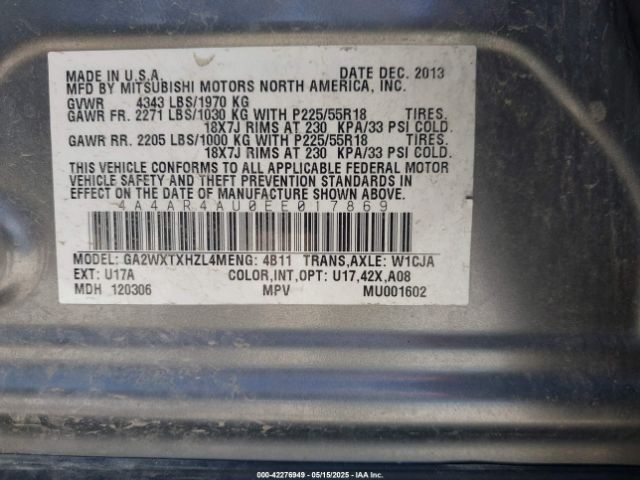 MADE IN U.S.A. DATE DEC. 2013
MFD BY MITSUBISHI MOTORS NORTH AMERICA, INC.
GVWR 4343 LBS/1970 KG
GAWR FR. 2271 LBS/1030 KG WITH P225/55R18 TIRES.
18X7J RIMS AT 230 KPA/33 PSI COLD.
GAWR RR. 2205 LBS/1000 KG WITH P225/55R18 TIRES.
18X7J RIMS AT 230 KPA/33 PSI COLD.
THIS VEHICLE CONFORMS TO ALL APPLICABLE FEDERAL MOTOR
VEHICLE SAFETY AND THEFT PREVENTION STANDARDS IN
EFFECT ON THE DATE OF MANUFACTURE SHOWN ABOVE.
4A4AR4AU0EE017869
MODEL: GA2WXTXHZL4MENG: 4B11 TRANS,AXLE: W1CJA
EXT: U17A COLOR,INT,OPT: U17,42X,A08
MDH 120306 MPV MU001602
000-42276949 - 05/15/2025 - IAA Inc.